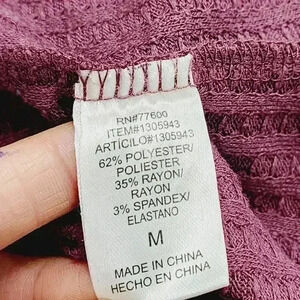 RN#77600
ITEM#1305943
ARTÍCULO#1305943
62% POLYESTER/
POLIESTER
35% RAYON/
RAYON
3% SPANDEX/
ELASTANO
M
MADE IN CHINA
HECHO EN CHINA